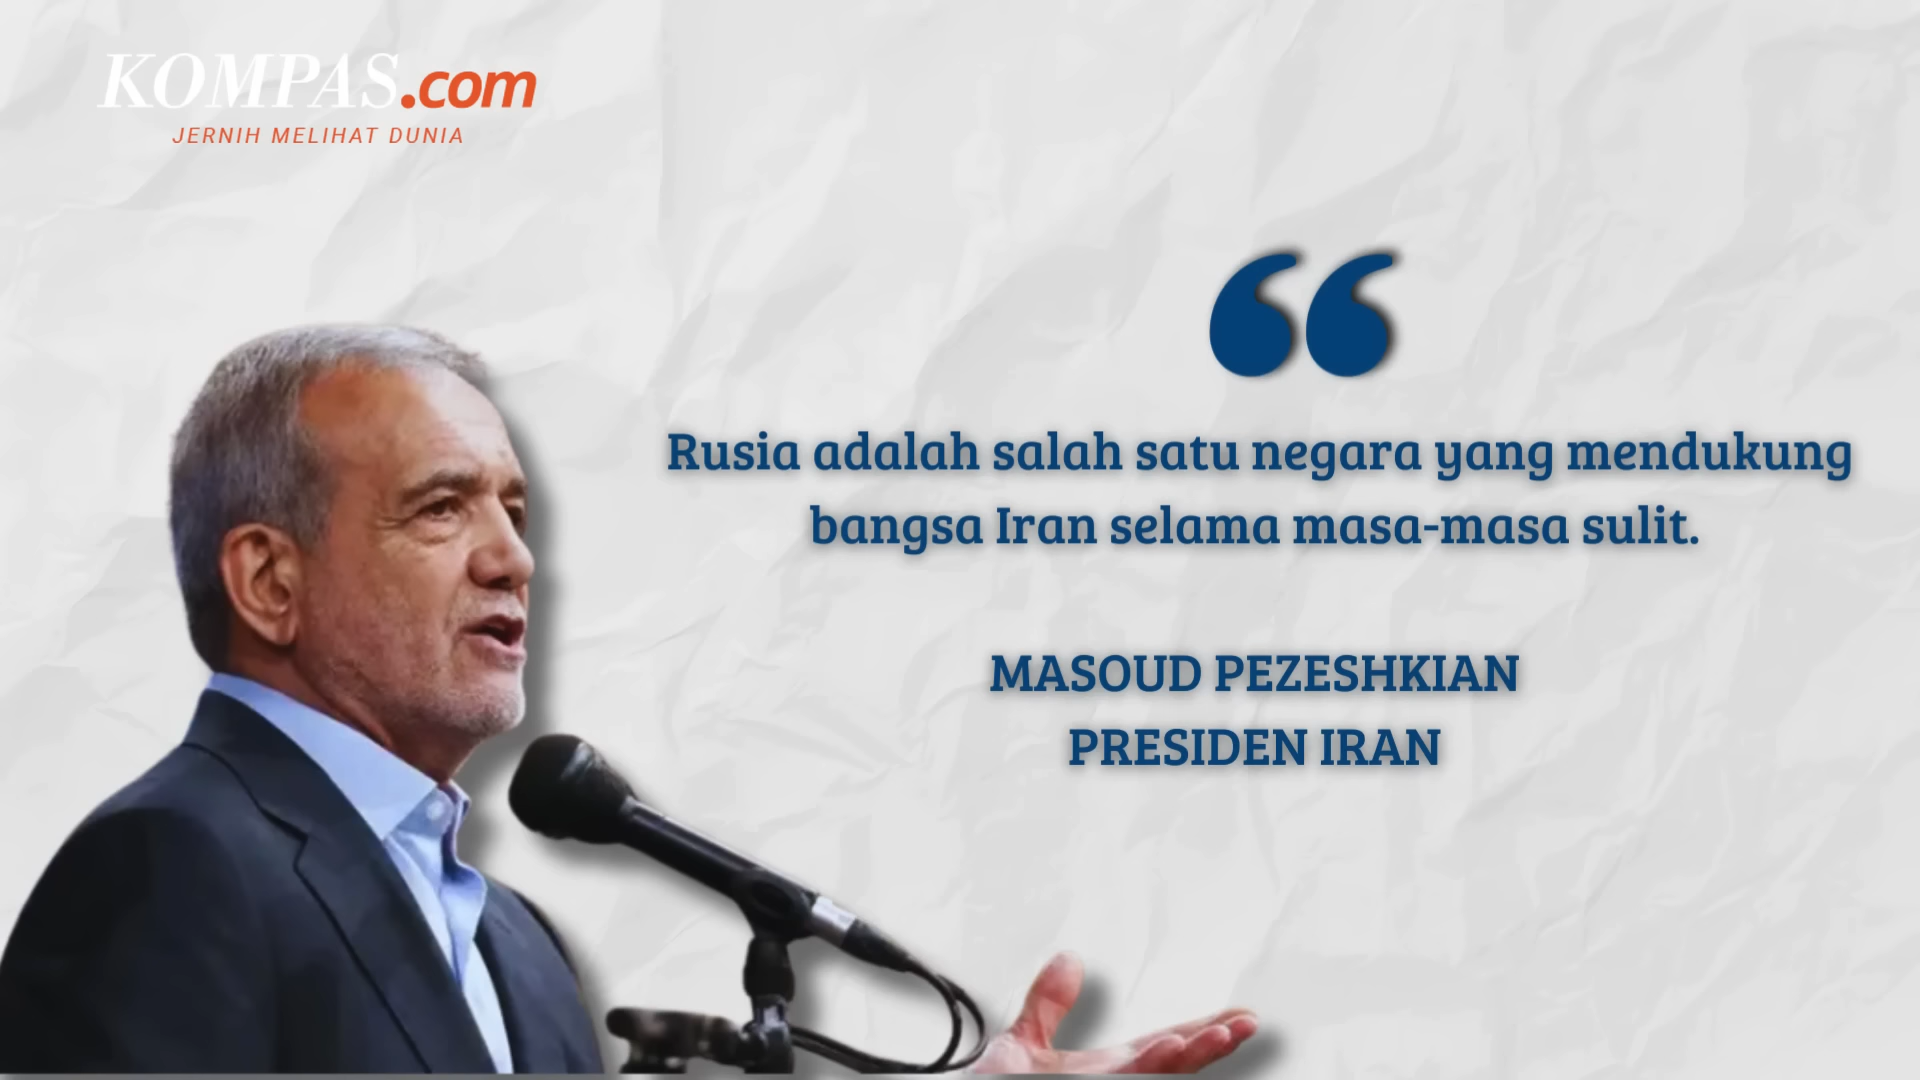 KOMPAS.com
JERNIH MELIHAT DUNIA
Rusia adalah salah satu negara yang mendukung
bangsa Iran selama masa-masa sulit.
MASOUD PEZESHKIAN
PRESIDEN IRAN